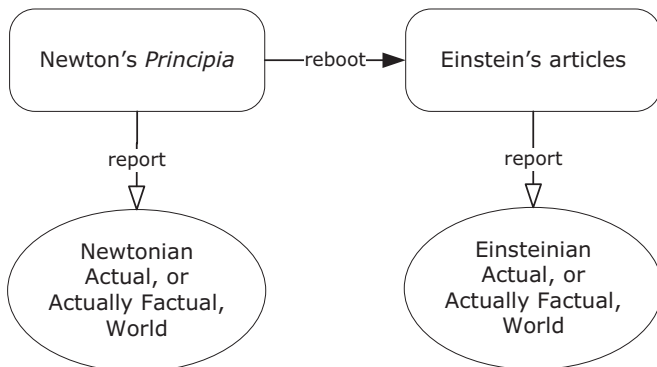 Newton’s Principia
reboot
Einstein’s articles
report
report
Newtonian
Actual, or
Actually Factual,
World
Einsteinian
Actual, or
Actually Factual,
World